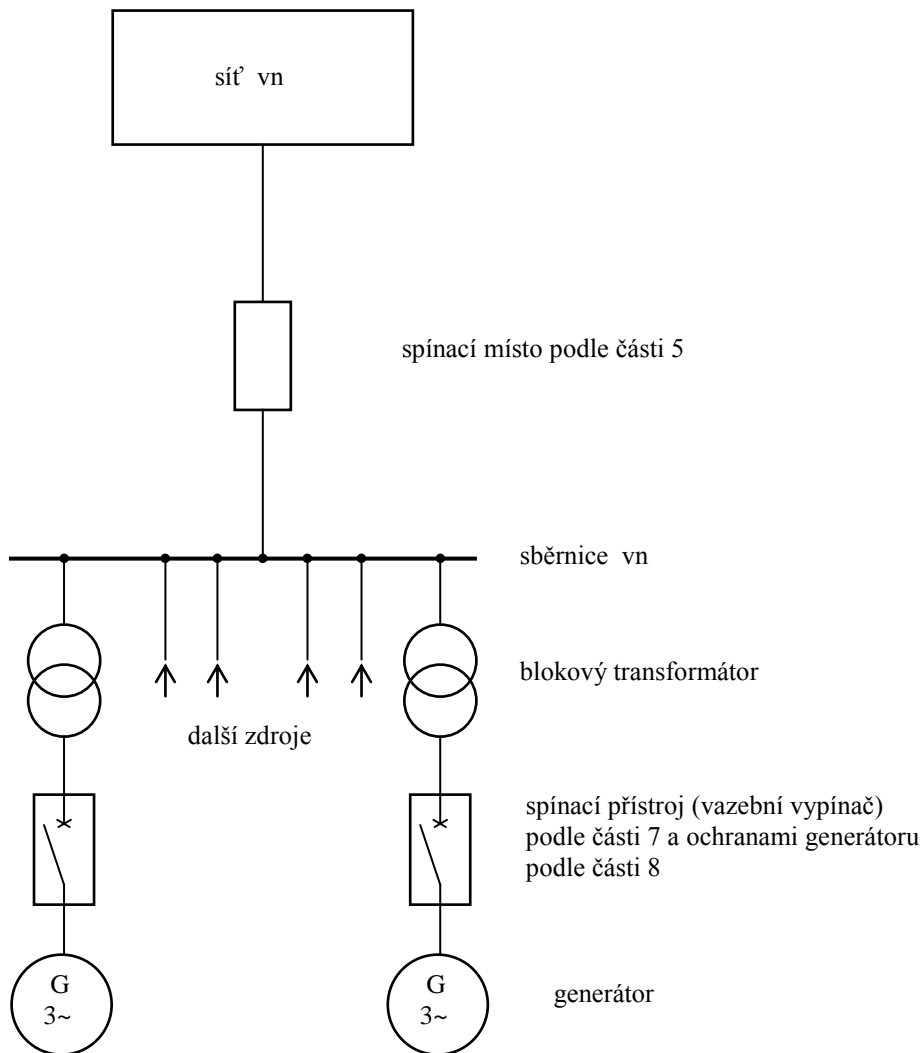 síť vn
spínací místo podle části 5
sběrnice vn
blokový transformátor
další zdroje
spínací přístroj (vazební vypínač)
podle části 7 a ochranami generátoru
podle části 8
G
3~
G
3~
generátor